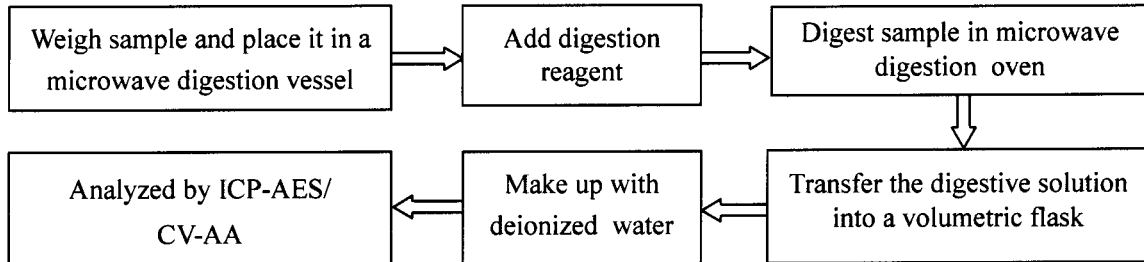 Weigh sample and place it in a
microwave digestion vessel
Add digestion
reagent
Digest sample in microwave
digestion oven
Transfer the digestive solution
into a volumetric flask
Make up with
deionized water
Analyzed by ICP-AES/
CV-AA